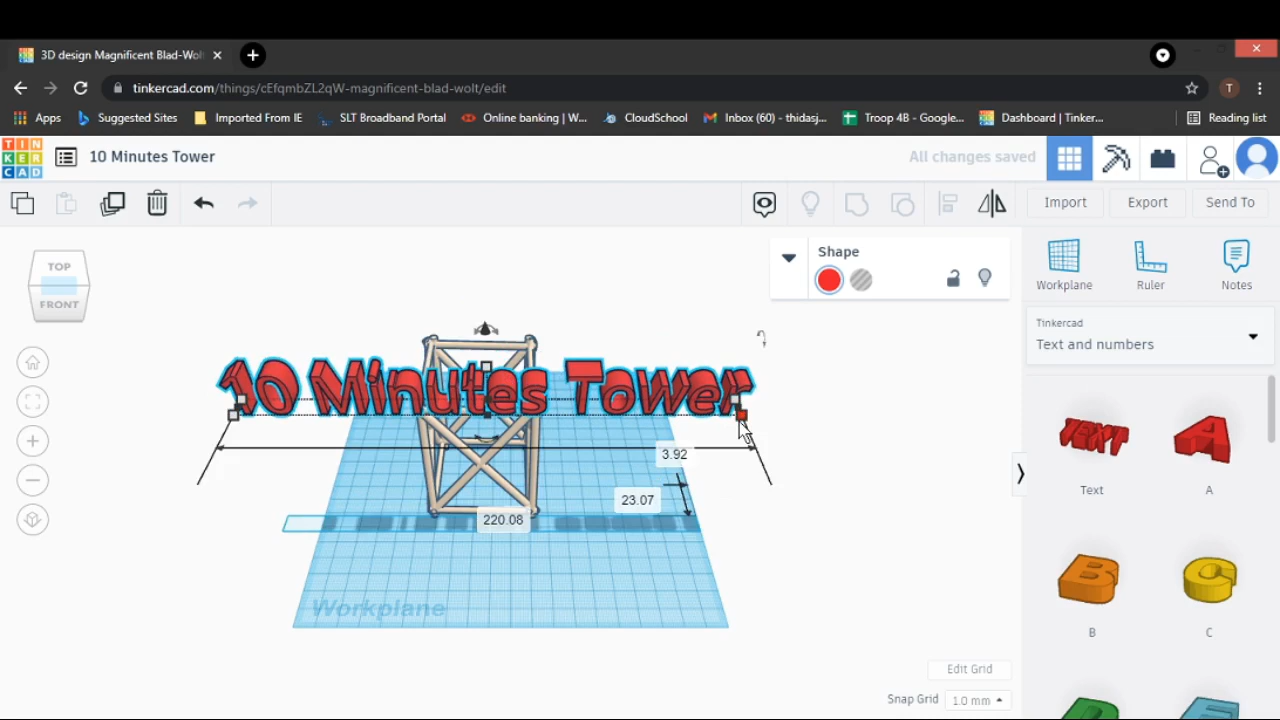 3D design Magnificent Blad-Wol
tinkercad.com/things/cEfqmbZL2qW-magnificent-blad-wolt/edit
T
Apps Suggested Sites Imported From IE SLT Broadband Portal Online banking | W... CloudSchool Inbox (60) - thidasj... Troop 4B - Google... Dashboard | Tinker... Reading list
TIN
KER
CAD
10 Minutes Tower
All changes saved
Import Export Send To
TOP
FRONT
Shape
Workplane Ruler Notes
Tinkercad
Text and numbers
10 Minutes Tower
3.92
23.07
220.08
Workplane
TEXT A
Text A
B C
B C
Edit Grid
Snap Grid 1.0 mm